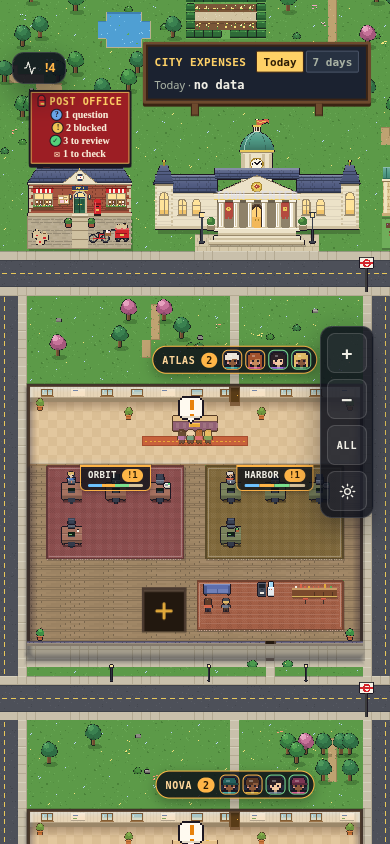 !4
CITY EXPENSES Today 7 days
Today · no data
POST OFFICE
? 1 question
! 2 blocked
✓ 3 to review
✉ 1 to check
ATLAS 2
+
−
ALL
!
ORBIT !1
HARBOR !1
+
NOVA 2
!